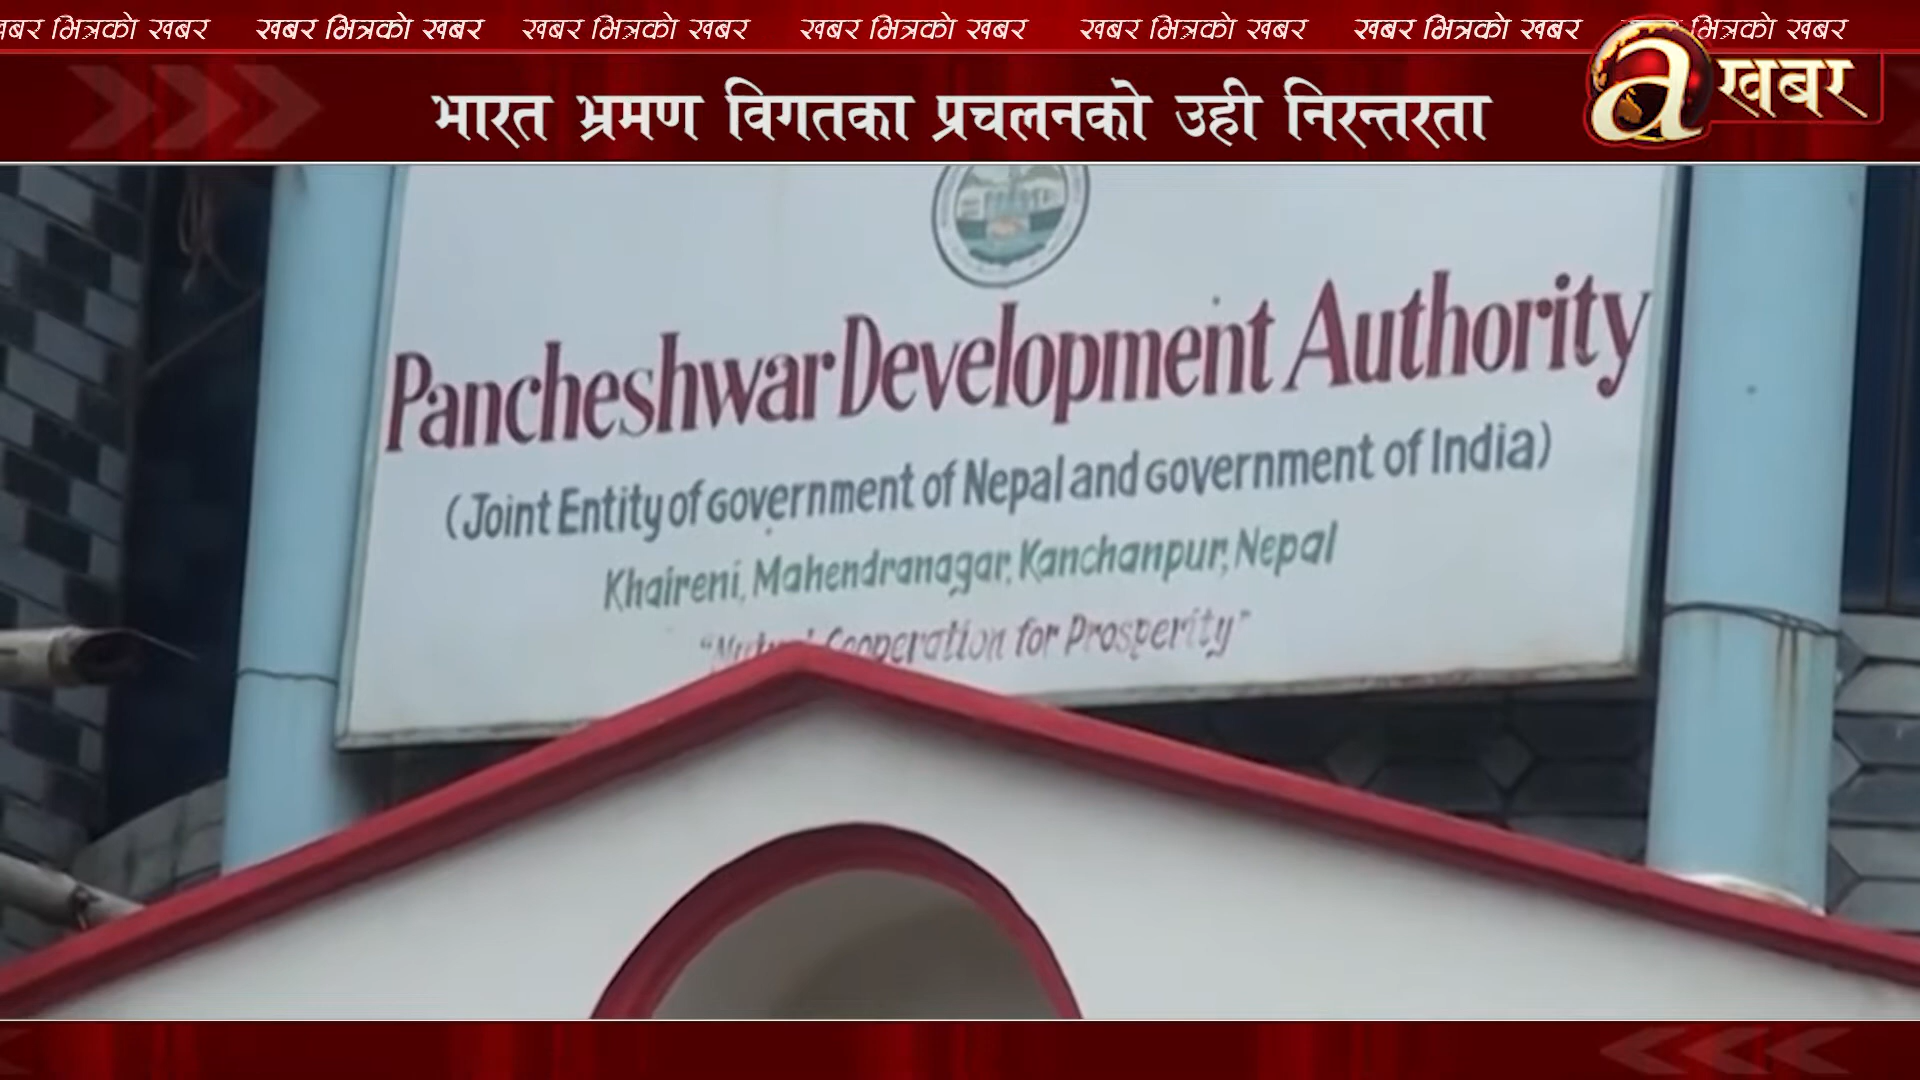 खबर भित्रको खबर खबर भित्रको खबर खबर भित्रको खबर खबर भित्रको खबर खबर भित्रको खबर खबर भित्रको खबर भित्रको खबर
भारत भ्रमण विगतका प्रचलनको उही निरन्तरता
a खबर
Pancheshwar Development Authority
(Joint Entity of Government of Nepal and Government of India)
Khaireni, Mahendranagar, Kanchanpur, Nepal
Cooperation for Prosperity"